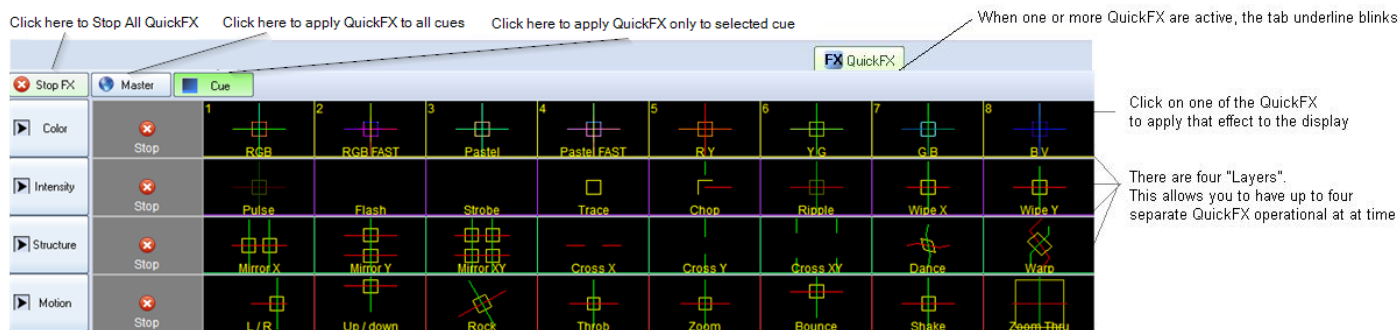 Click here to Stop All QuickFX
Click here to apply QuickFX to all cues
Click here to apply QuickFX only to selected cue
When one or more QuickFX are active, the tab underline blinks
FX QuickFX
Stop FX
Master
Cue
Color
Stop
1
RGB
2
RGB FAST
3
Pastel
4
Pastel FAST
5
R Y
6
Y G
7
G B
8
B V
Click on one of the QuickFX
to apply that effect to the display
Intensity
Stop
Pulse
Flash
Strobe
Trace
Chop
Ripple
Wipe X
Wipe Y
There are four "Layers".
This allows you to have up to four
separate QuickFX operational at at time
Structure
Stop
Mirror X
Mirror Y
Mirror XY
Cross X
Cross Y
Cross XY
Dance
Warp
Motion
Stop
L / R
Up / down
Rock
Throb
Zoom
Bounce
Shake
Zoom Thru